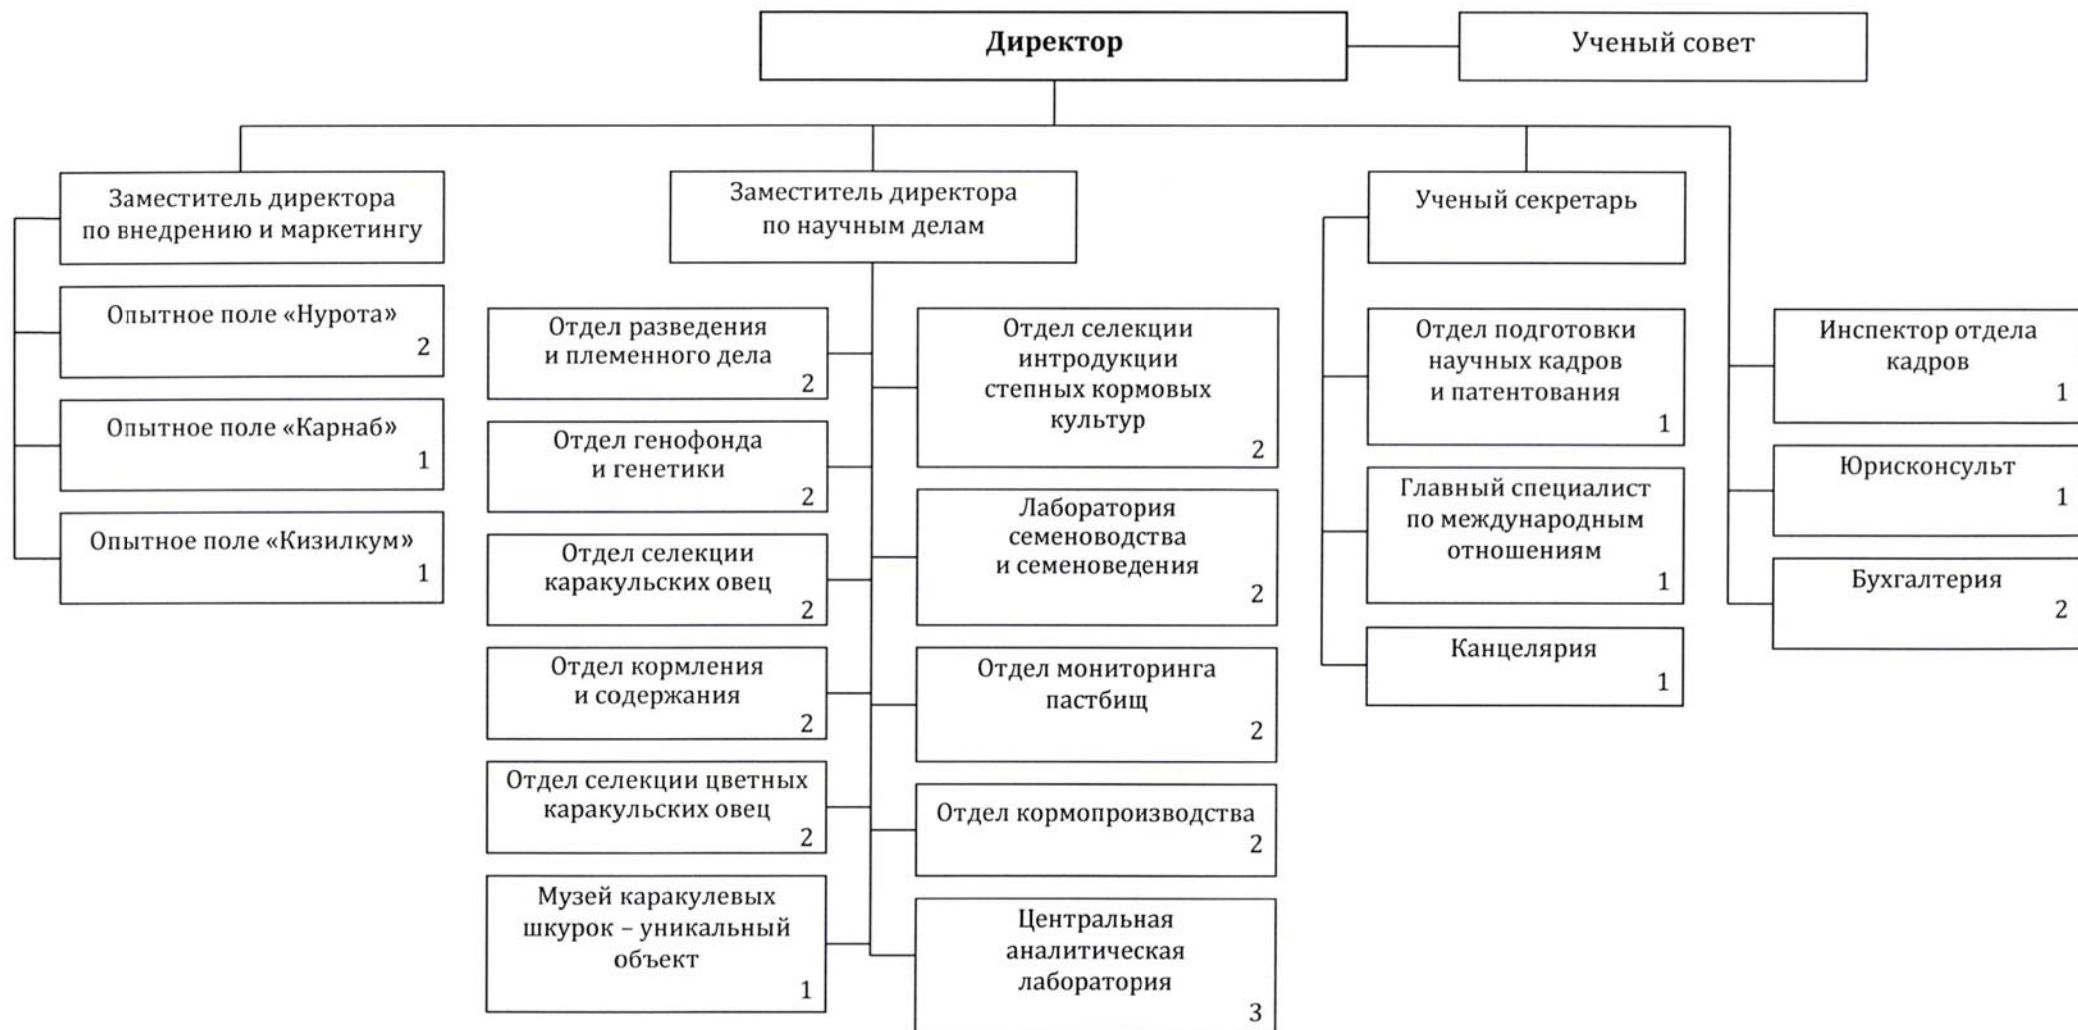 Директор
Ученый совет
Заместитель директора
по внедрению и маркетингу
Опытное поле «Нурота»
2
Опытное поле «Карнаб»
1
Опытное поле «Кизилкум»
1
Заместитель директора
по научным делам
Отдел разведения
и племенного дела
2
Отдел генофонда
и генетики
2
Отдел селекции
каракульских овец
2
Отдел кормления
и содержания
2
Отдел селекции цветных
каракульских овец
2
Музей каракулевых
шкурок – уникальный
объект
1
Отдел селекции
интродукции
степных кормовых
культур
2
Лаборатория
семеноводства
и семеноведения
2
Отдел мониторинга
пастбищ
2
Отдел кормопроизводства
2
Центральная
аналитическая
лаборатория
3
Ученый секретарь
Отдел подготовки
научных кадров
и патентования
1
Главный специалист
по международным
отношениям
1
Канцелярия
1
Инспектор отдела
кадров
1
Юрисконсульт
1
Бухгалтерия
2